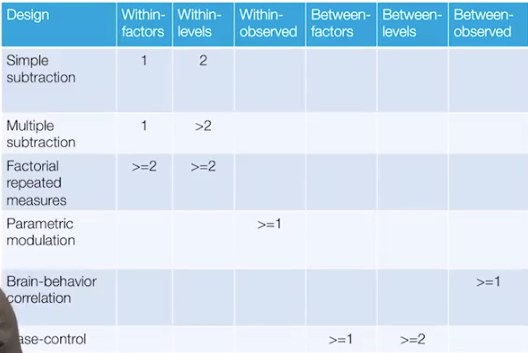 Design Within-factors Within-levels Within-observed Between-factors Between-levels Between-observed
Simple subtraction 1 2
Multiple subtraction 1 >2
Factorial repeated measures >=2 >=2
Parametric modulation >=1
Brain-behavior correlation >=1
ase-control >=1 >=2